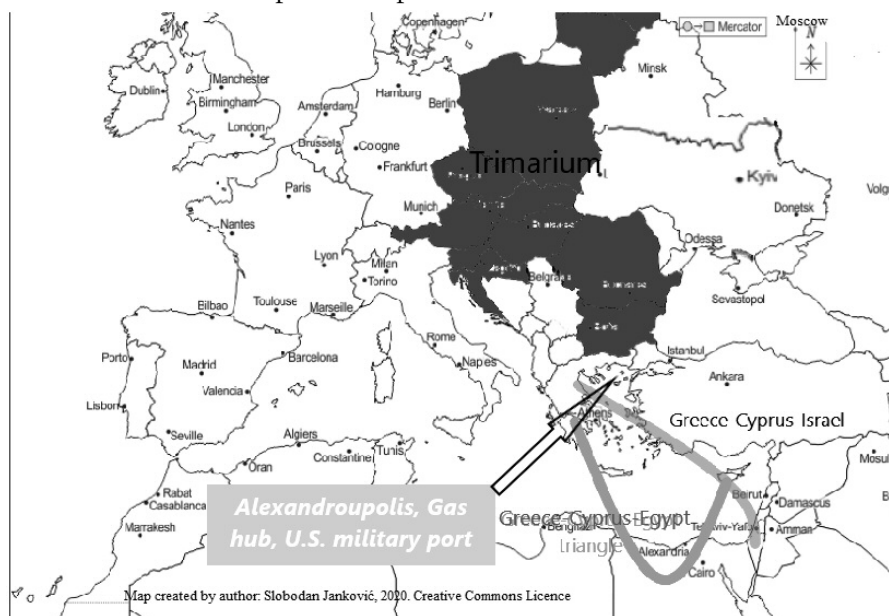 Copenhagen
Mercator
Moscow
N
Minsk
Dublin
Manchester
Birmingham
London
Amsterdam
Hamburg
Berlin
Brussels
Cologne
Frankfurt
Trimarium
Kyiv
Volg
Paris
Munich
Donetsk
Nantes
Odessa
Lyon
Milan
Torino
Belgra
Sevastopol
Bilbao
Toulouse
Marseille
Rome
Istanbul
Porto
Madrid
Barcelona
Naples
Ankara
Valencia
Lisbon
Athens
Greece Cyprus Israel
Seville
Algiers
Tunis
Oran
Constantine
Mosul
Rabat
Casablanca
Beirut
Damascus
Alexandroupolis, Gas
hub, U.S. military port
Greece-Cyprus-Egypt
triangle
Tel Aviv-Yafo
Amman
Marrakesh
Alexandria
Cairo
Map created by author: Slobodan Janković, 2020. Creative Commons Licence